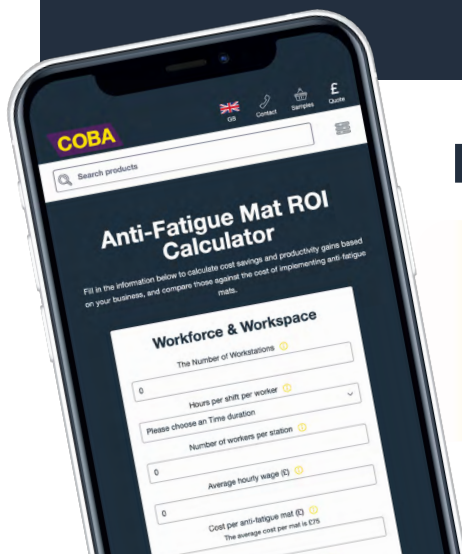 COBA
GB
Contact
Samples
£
Quote
Search products
Anti-Fatigue Mat ROI
Calculator
Fill in the information below to calculate cost savings and productivity gains based
on your business, and compare those against the cost of implementing anti-fatigue
mats.
Workforce & Workspace
The Number of Workstations
0
Hours per shift per worker
Please choose an Time duration
Number of workers per station
0
Average hourly wage (£)
0
Cost per anti-fatigue mat (£)
The average cost per mat is £75